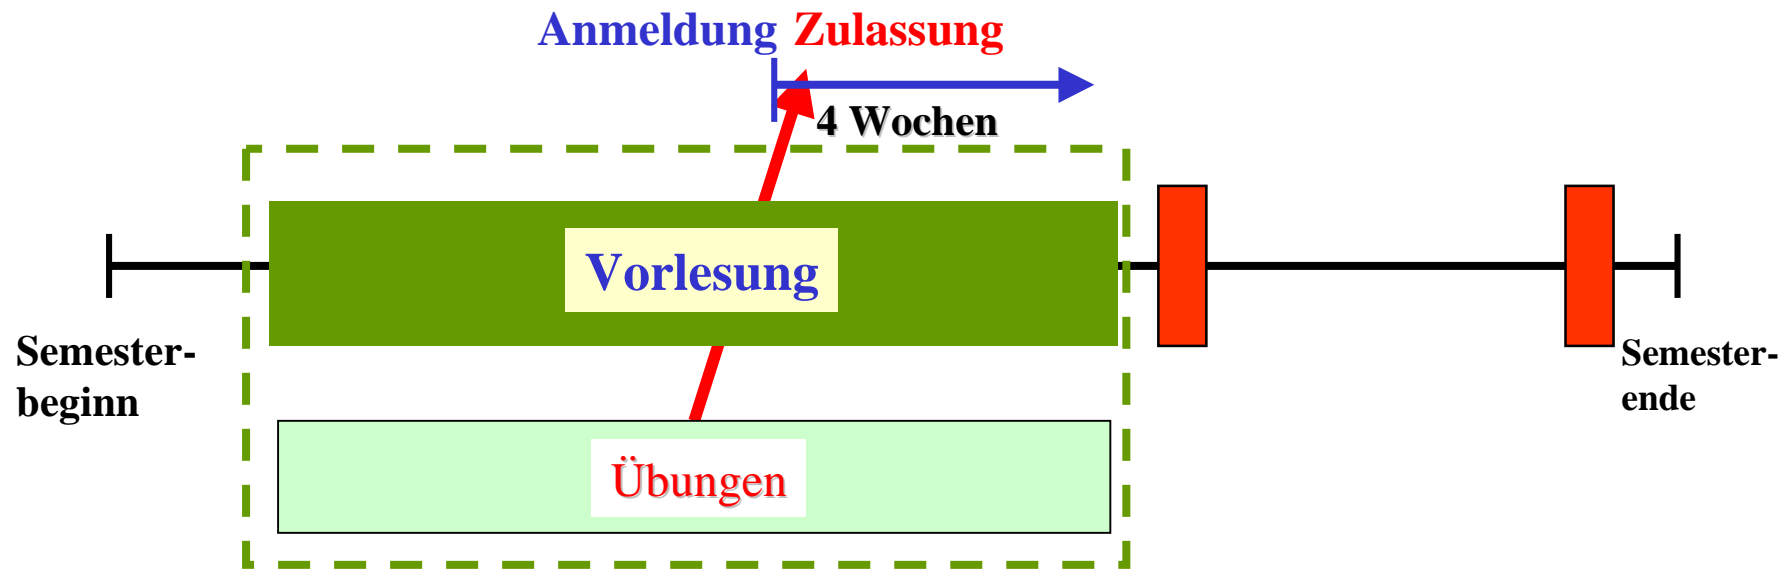 Anmeldung Zulassung
4 Wochen
Vorlesung
Semester-
beginn
Semester-
ende
Übungen